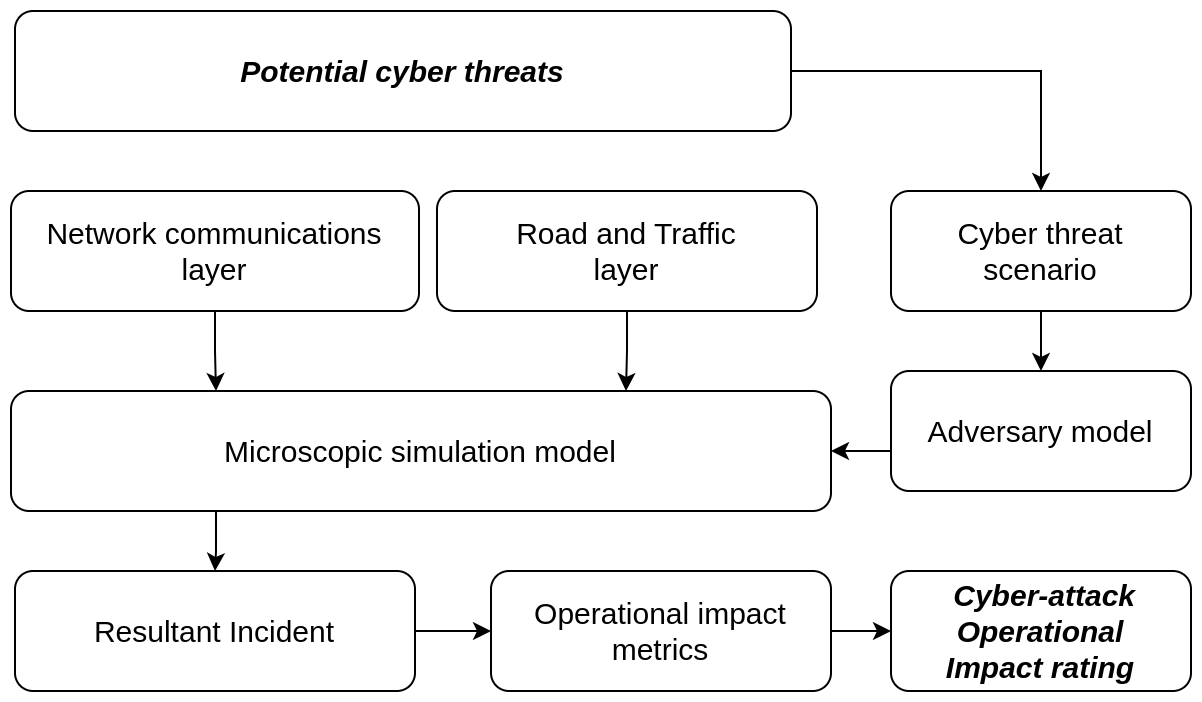 Potential cyber threats
Network communications
layer
Road and Traffic
layer
Cyber threat
scenario
Microscopic simulation model
Adversary model
Resultant Incident
Operational impact
metrics
Cyber-attack
Operational
Impact rating